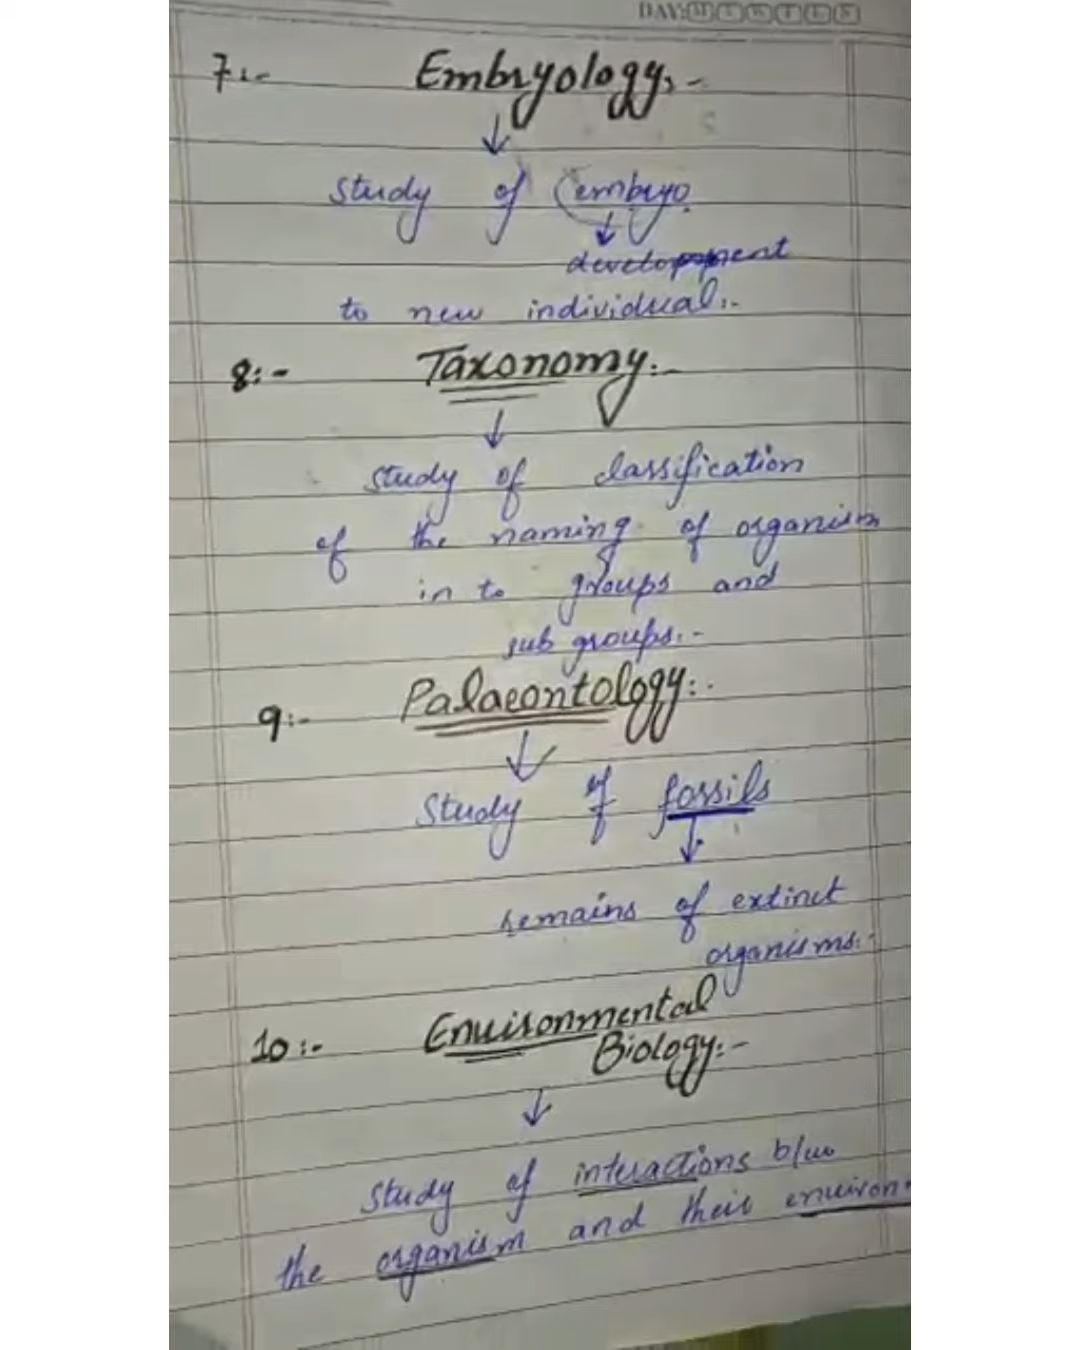 DAY: M T W T F S
7:- Embryology:-
↓
study of (embryo.
↓
development
to new individual:-
8:- Taxonomy:-
↓
study of classification
of the naming of organism
in to groups and
sub groups:-
9:- Palaeontology:-
↓
Study of fossils
↓
remains of extinct
organisms:-
10:- Environmental
Biology:-
↓
study of interactions b/w
the organism and their environ